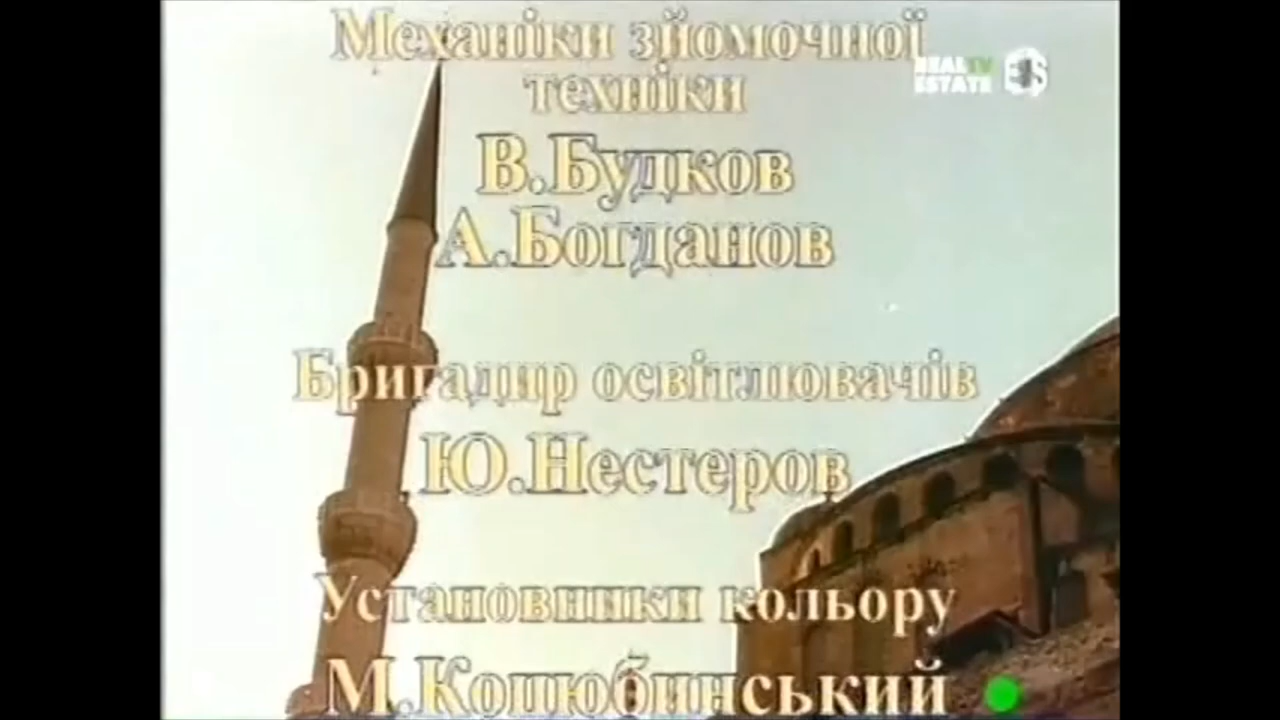 Механіки зйомочної
техніки
В.Будков
А.Богданов
REAL TV
ESTATE
Бригадир освітлювачів
Ю.Нестеров
Установники кольору
М.Коцюбинський